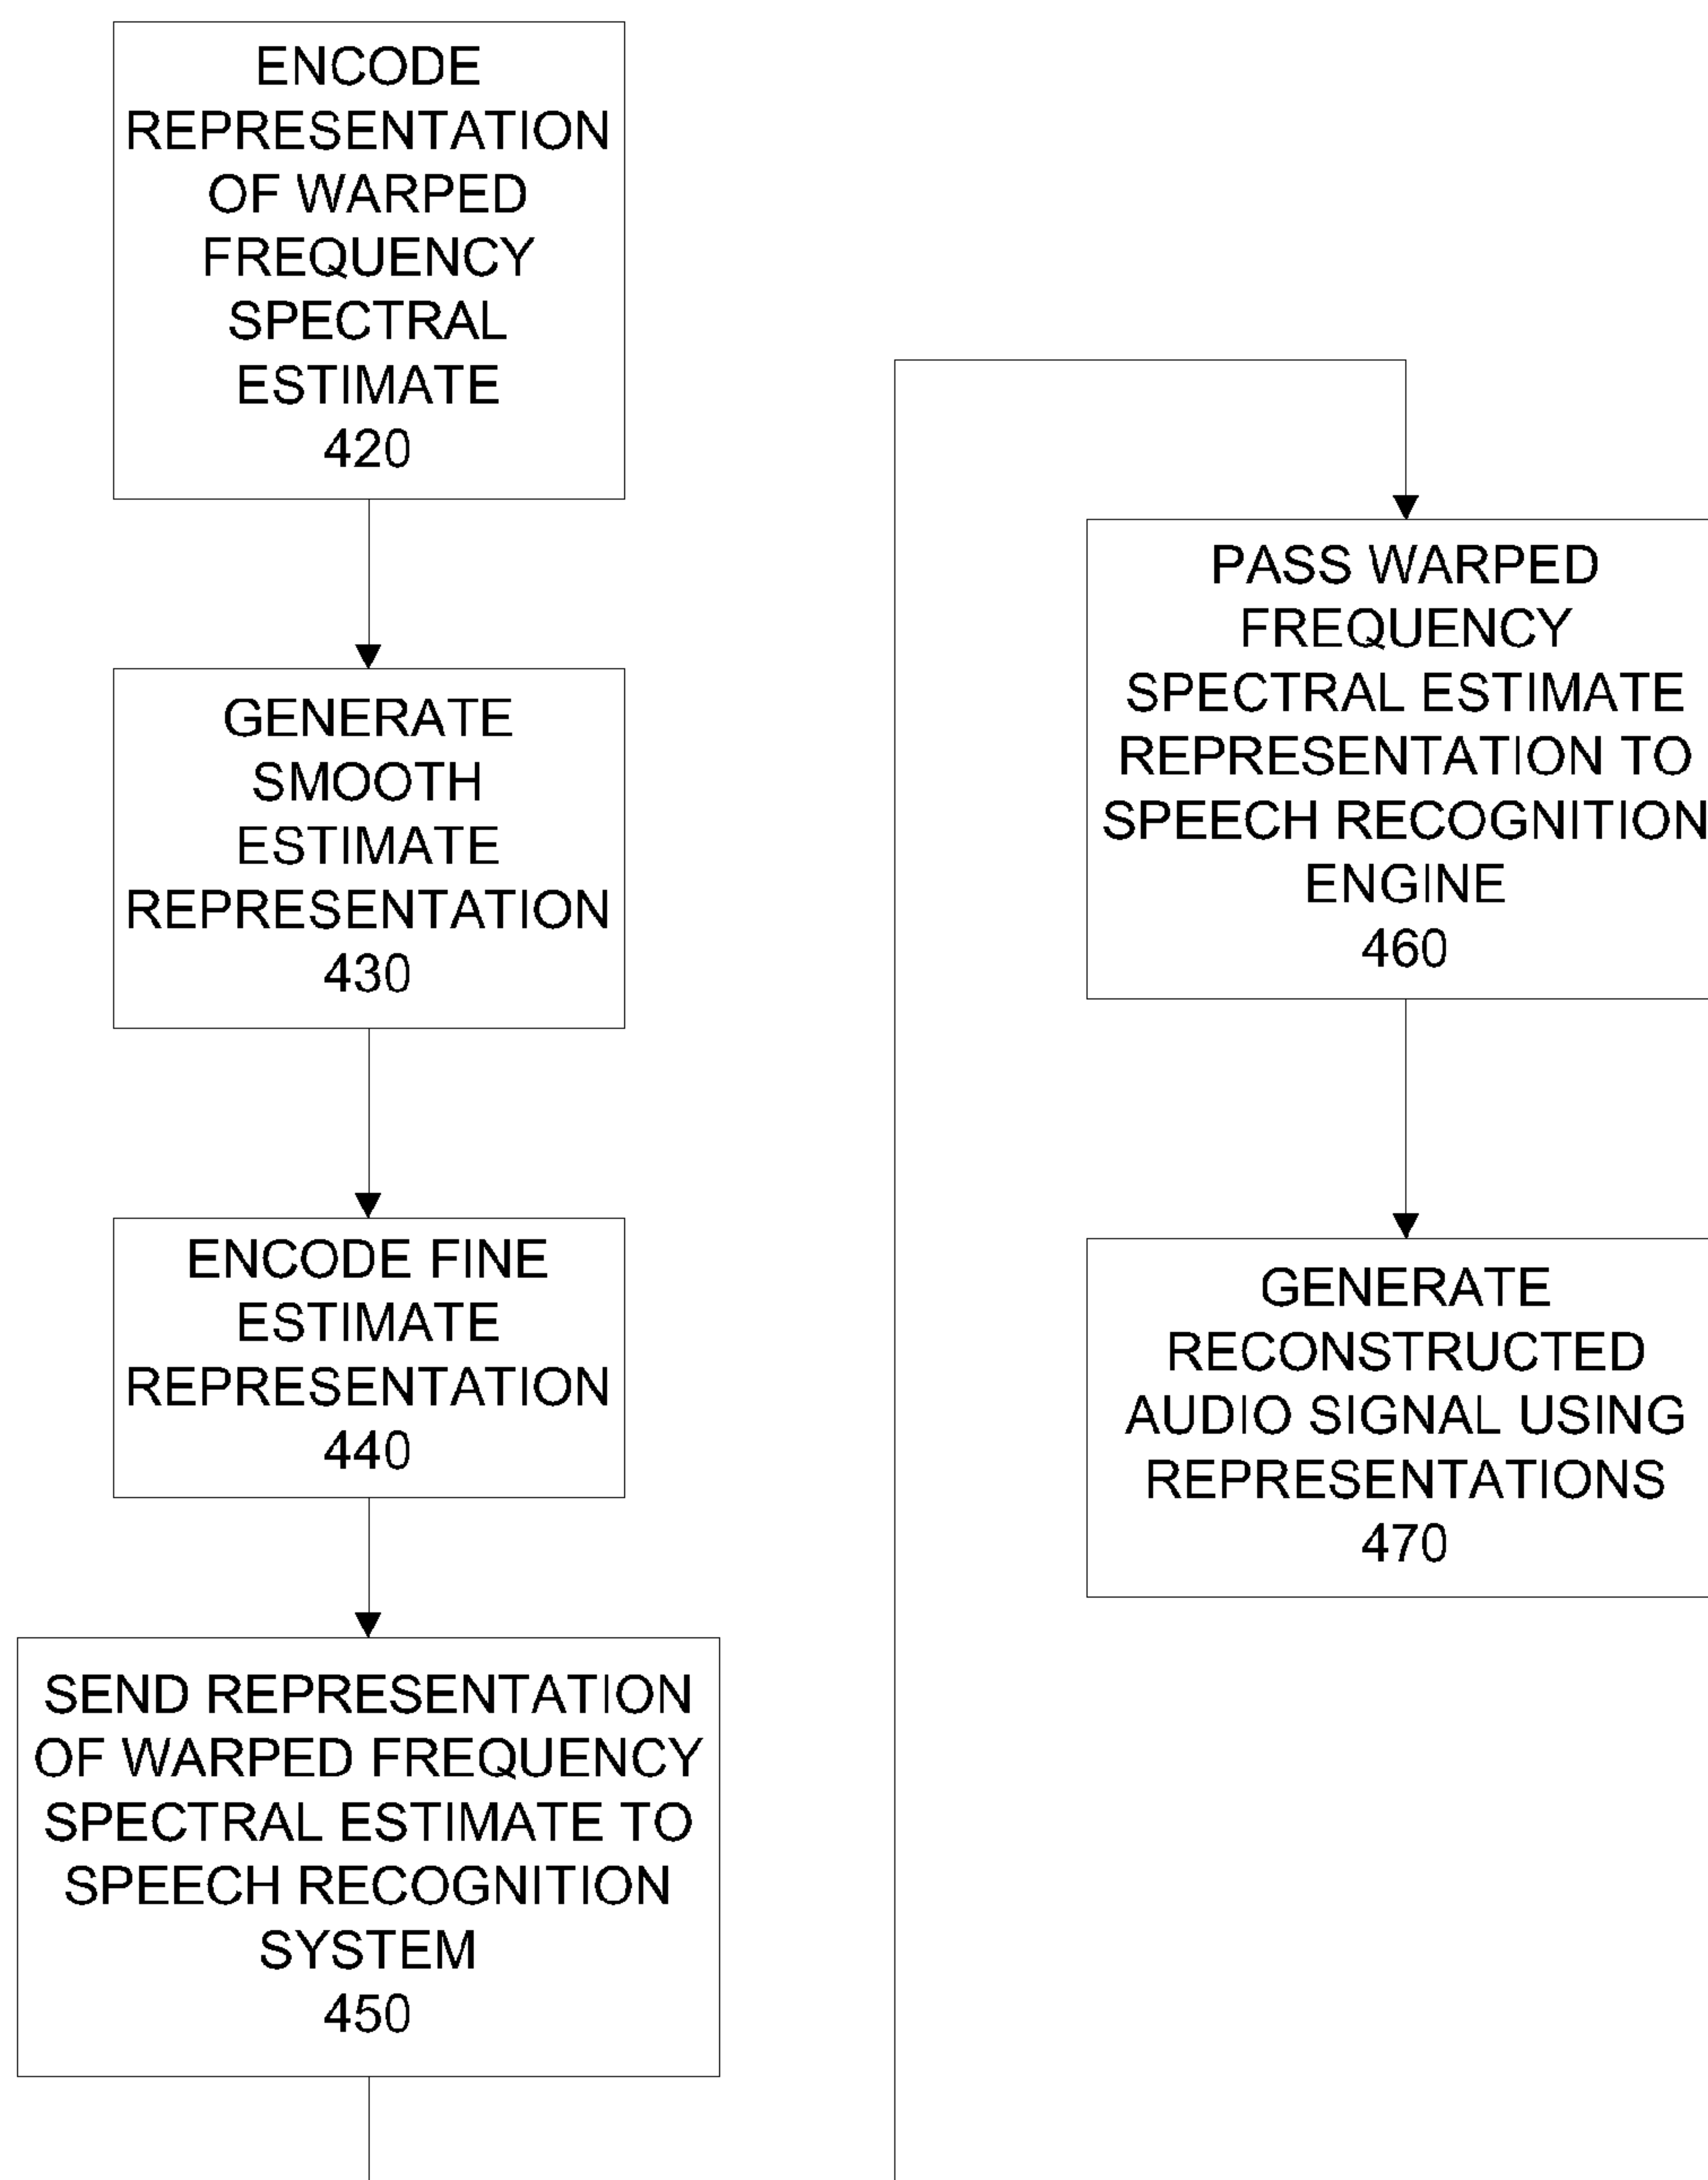 ENCODE
REPRESENTATION
OF WARPED
FREQUENCY
SPECTRAL
ESTIMATE
420
GENERATE
SMOOTH
ESTIMATE
REPRESENTATION
430
ENCODE FINE
ESTIMATE
REPRESENTATION
440
SEND REPRESENTATION
OF WARPED FREQUENCY
SPECTRAL ESTIMATE TO
SPEECH RECOGNITION
SYSTEM
450
PASS WARPED
FREQUENCY
SPECTRAL ESTIMATE
REPRESENTATION TO
SPEECH RECOGNITION
ENGINE
460
GENERATE
RECONSTRUCTED
AUDIO SIGNAL USING
REPRESENTATIONS
470